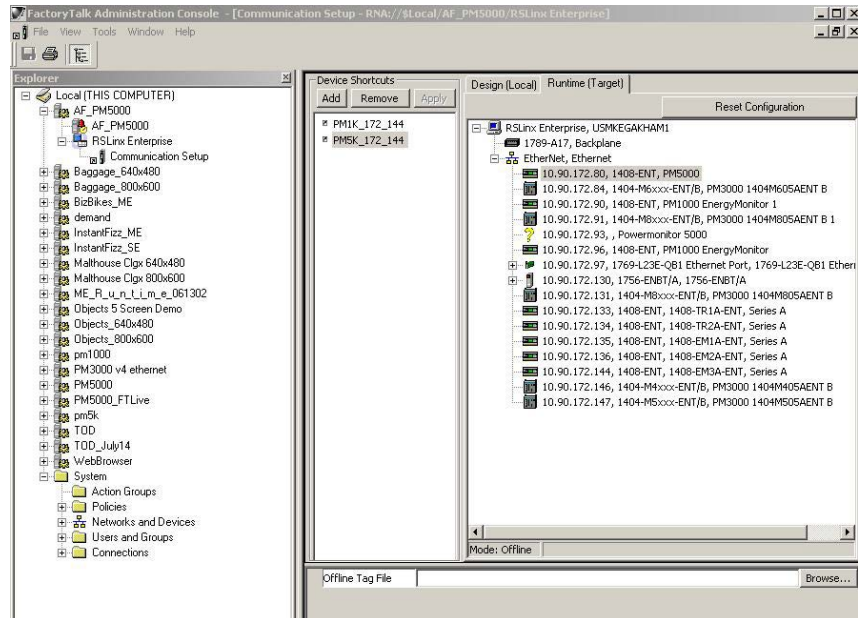 FactoryTalk Administration Console - [Communication Setup - RNA://$Local/AF_PM5000/RSLinx Enterprise]
File View Tools Window Help
Explorer
Local (THIS COMPUTER)
AF_PM5000
AF_PM5000
RSLinx Enterprise
Communication Setup
Baggage_640x480
Baggage_800x600
BizBikes_ME
demand
InstantFizz_ME
InstantFizz_SE
Malthouse Clgx 640x480
Malthouse Clgx 800x600
ME_R_u_n_t_i_m_e_061302
Objects 5 Screen Demo
Objects_640x480
Objects_800x600
pm1000
PM3000 v4 ethernet
PM5000
PM5000_FTLive
pm5k
TOD
TOD_July14
WebBrowser
System
Action Groups
Policies
Networks and Devices
Users and Groups
Connections
Device Shortcuts
Add Remove Apply
PM1K_172_144
PM5K_172_144
Design (Local) Runtime (Target)
Reset Configuration
RSLinx Enterprise, USMKEGAKHAM1
1789-A17, Backplane
EtherNet, Ethernet
10.90.172.80, 1408-ENT, PM5000
10.90.172.84, 1404-M6xxx-ENT/B, PM3000 1404M605AENT B
10.90.172.90, 1408-ENT, PM1000 EnergyMonitor 1
10.90.172.91, 1404-M8xxx-ENT/B, PM3000 1404M805AENT B 1
10.90.172.93, , Powermonitor 5000
10.90.172.96, 1408-ENT, PM1000 EnergyMonitor
10.90.172.97, 1769-L23E-QB1 Ethernet Port, 1769-L23E-QB1 Ethern
10.90.172.130, 1756-ENBT/A, 1756-ENBT/A
10.90.172.131, 1404-M8xxx-ENT/B, PM3000 1404M805AENT B
10.90.172.133, 1408-ENT, 1408-TR1A-ENT, Series A
10.90.172.134, 1408-ENT, 1408-TR2A-ENT, Series A
10.90.172.135, 1408-ENT, 1408-EM1A-ENT, Series A
10.90.172.136, 1408-ENT, 1408-EM2A-ENT, Series A
10.90.172.144, 1408-ENT, 1408-EM3A-ENT, Series A
10.90.172.146, 1404-M4xxx-ENT/B, PM3000 1404M405AENT B
10.90.172.147, 1404-M5xxx-ENT/B, PM3000 1404M505AENT B
Mode: Offline
Offline Tag File Browse...